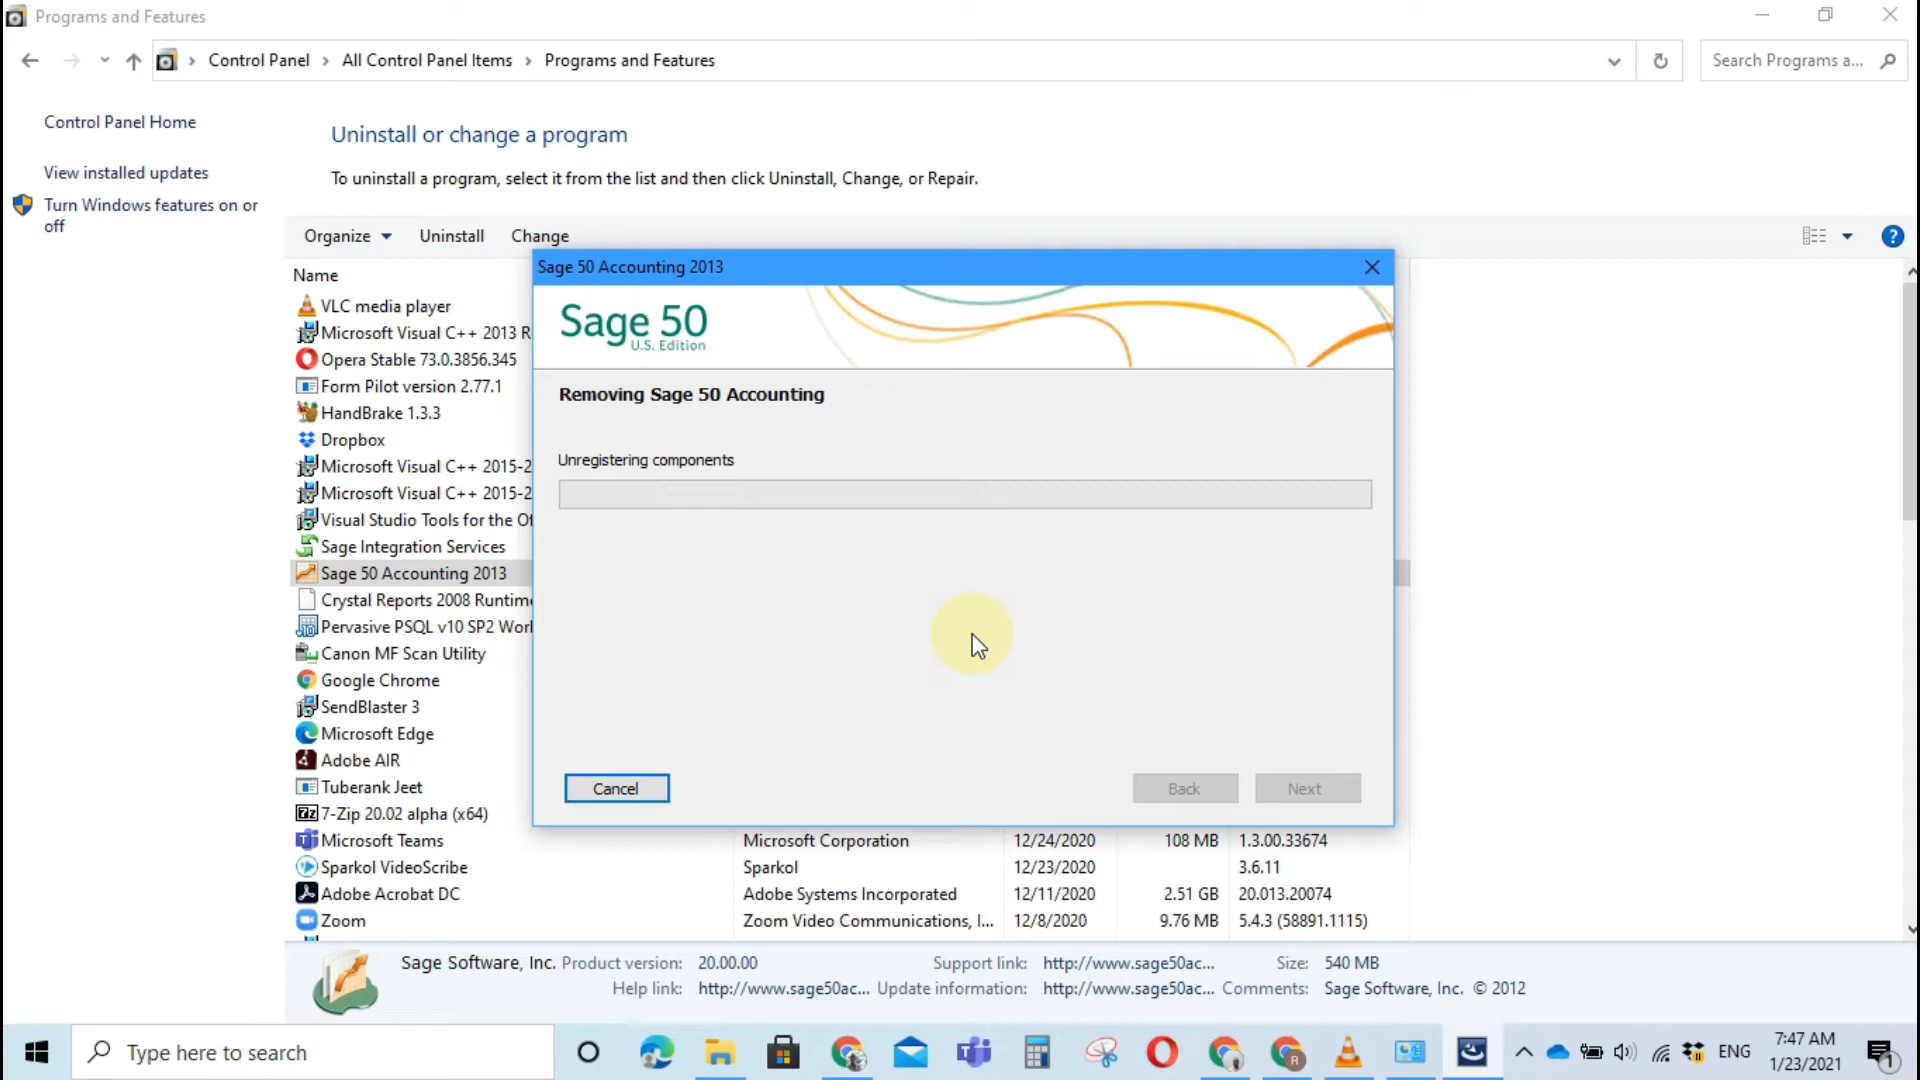 Programs and Features
Control Panel › All Control Panel Items › Programs and Features
Search Programs a...
Control Panel Home
View installed updates
Turn Windows features on or
off
Uninstall or change a program
To uninstall a program, select it from the list and then click Uninstall, Change, or Repair.
Organize Uninstall Change
?
Name
VLC media player
Microsoft Visual C++ 2013 R
Opera Stable 73.0.3856.345
Form Pilot version 2.77.1
HandBrake 1.3.3
Dropbox
Microsoft Visual C++ 2015-2
Microsoft Visual C++ 2015-2
Visual Studio Tools for the Of
Sage Integration Services
Sage 50 Accounting 2013
Crystal Reports 2008 Runtime
Pervasive PSQL v10 SP2 Work
Canon MF Scan Utility
Google Chrome
SendBlaster 3
Microsoft Edge
Adobe AIR
Tuberank Jeet
7-Zip 20.02 alpha (x64)
Microsoft Teams Microsoft Corporation 12/24/2020 108 MB 1.3.00.33674
Sparkol VideoScribe Sparkol 12/23/2020 3.6.11
Adobe Acrobat DC Adobe Systems Incorporated 12/11/2020 2.51 GB 20.013.20074
Zoom Zoom Video Communications, I... 12/8/2020 9.76 MB 5.4.3 (58891.1115)
Sage 50 Accounting 2013
Sage 50
U.S. Edition
Removing Sage 50 Accounting
Unregistering components
Cancel Back Next
Sage Software, Inc. Product version: 20.00.00 Support link: http://www.sage50ac... Size: 540 MB
Help link: http://www.sage50ac... Update information: http://www.sage50ac... Comments: Sage Software, Inc. © 2012
Type here to search
ENG
7:47 AM
1/23/2021
1